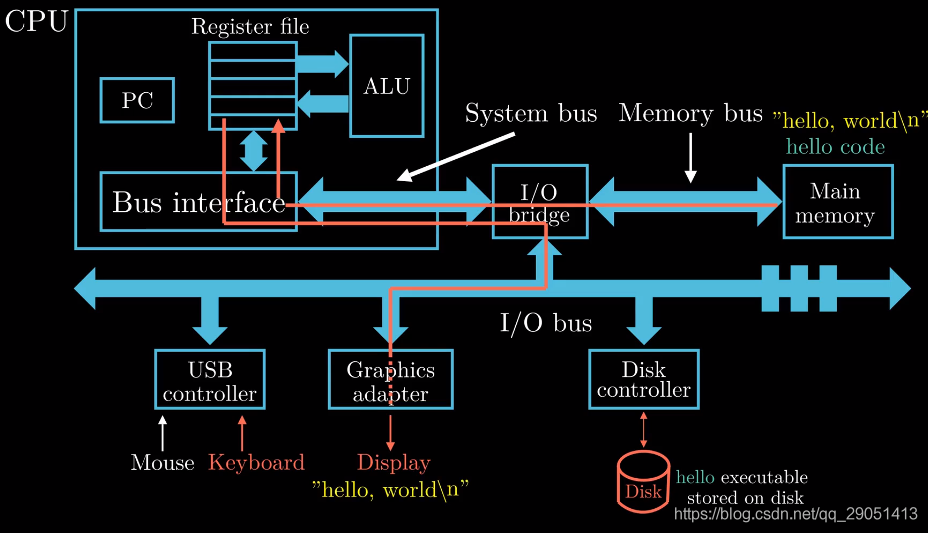 CPU
Register file
PC
ALU
System bus
Memory bus
"hello, world\n"
hello code
Bus interface
I/O
bridge
Main
memory
I/O bus
USB
controller
Graphics
adapter
Disk
controller
Mouse
Keyboard
Display
"hello, world\n"
Disk
hello executable
stored on disk
https://blog.csdn.net/qq_29051413